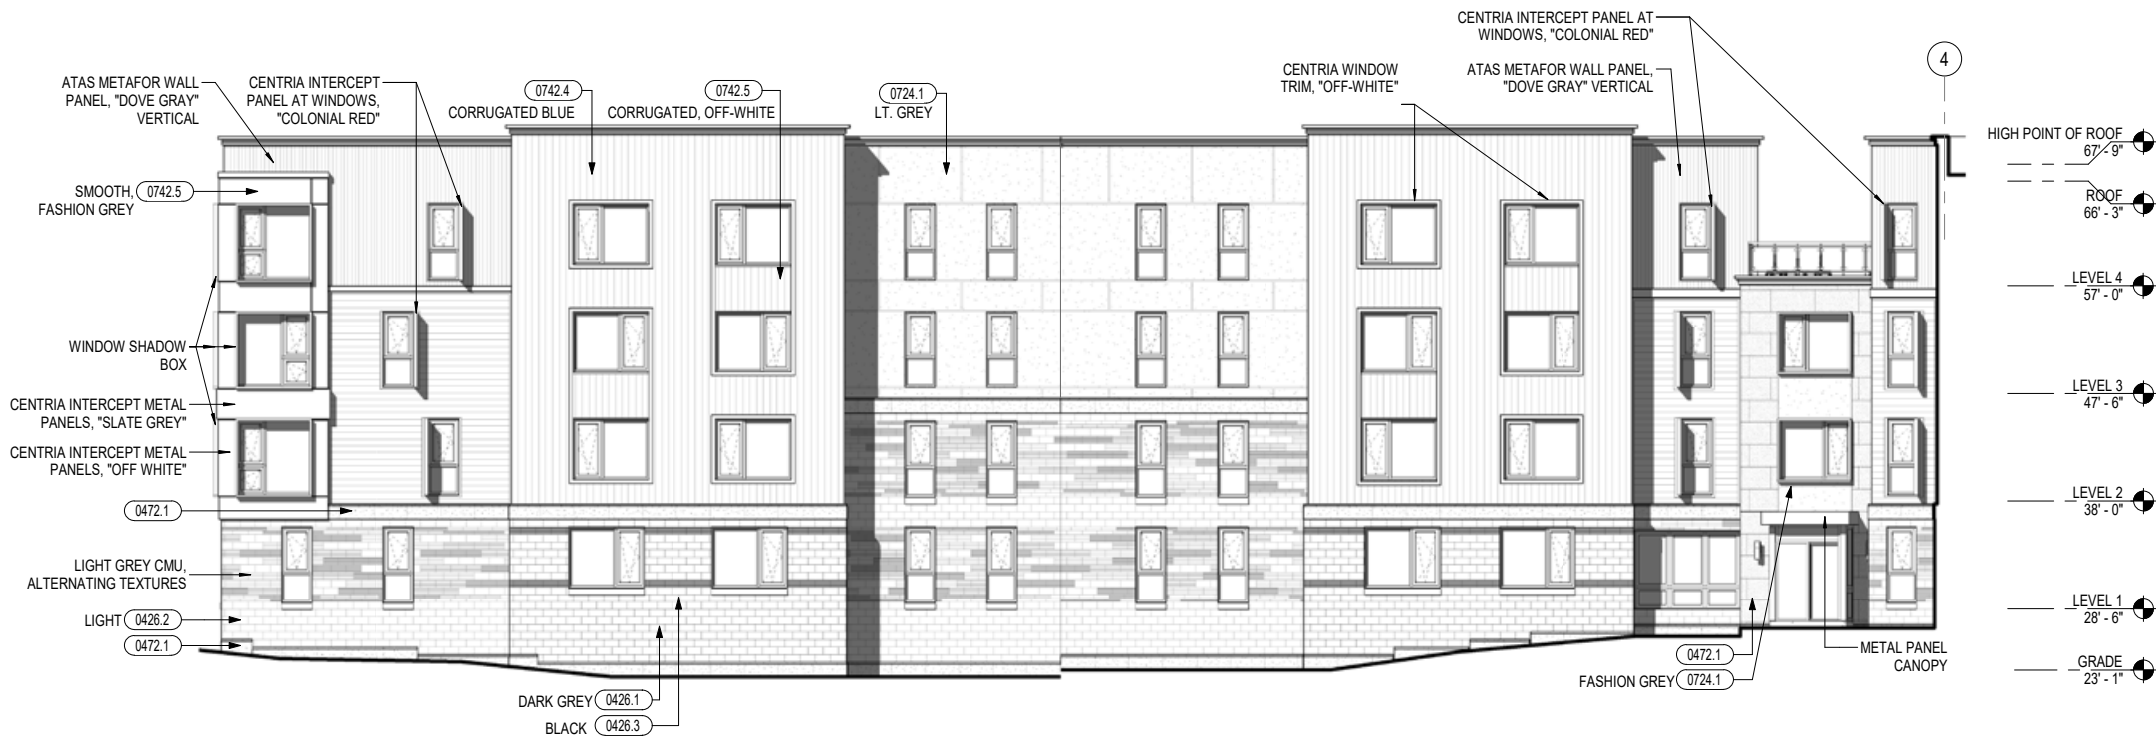 CENTRIA INTERCEPT PANEL AT
WINDOWS, "COLONIAL RED"
4
ATAS METAFOR WALL
PANEL, "DOVE GRAY"
VERTICAL
CENTRIA INTERCEPT
PANEL AT WINDOWS,
"COLONIAL RED"
0742.4
CORRUGATED BLUE
0742.5
CORRUGATED, OFF-WHITE
0724.1
LT. GREY
CENTRIA WINDOW
TRIM, "OFF-WHITE"
ATAS METAFOR WALL PANEL,
"DOVE GRAY" VERTICAL
HIGH POINT OF ROOF
67' - 9"
ROOF
66' - 3"
LEVEL 4
57' - 0"
LEVEL 3
47' - 6"
LEVEL 2
38' - 0"
LEVEL 1
28' - 6"
GRADE
23' - 1"
SMOOTH, 0742.5
FASHION GREY
WINDOW SHADOW
BOX
CENTRIA INTERCEPT METAL
PANELS, "SLATE GREY"
CENTRIA INTERCEPT METAL
PANELS, "OFF WHITE"
0472.1
LIGHT GREY CMU,
ALTERNATING TEXTURES
LIGHT 0426.2
0472.1
DARK GREY 0426.1
BLACK 0426.3
0472.1
FASHION GREY 0724.1
METAL PANEL
CANOPY